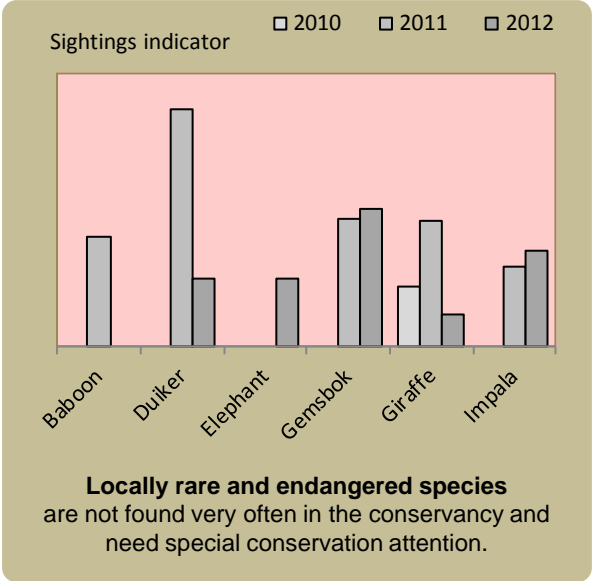 Sightings indicator
2010 2011 2012
Baboon
Duiker
Elephant
Gemsbok
Giraffe
Impala
Locally rare and endangered species
are not found very often in the conservancy and
need special conservation attention.